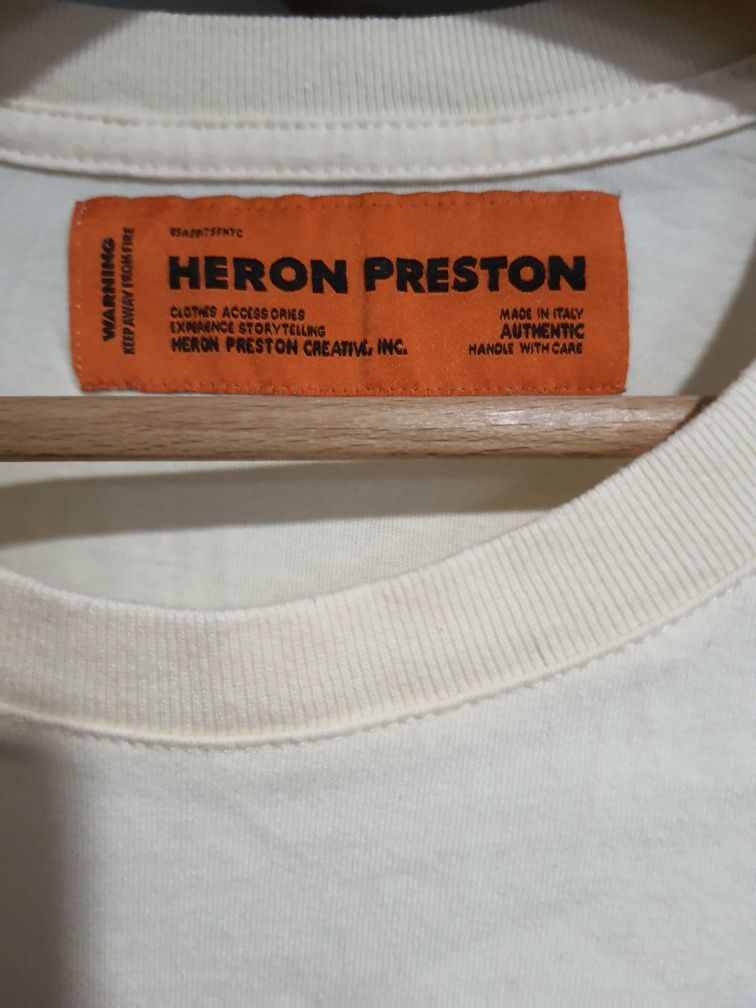 WARNING
KEEP AWAY FROM FIRE
HERON PRESTON
CLOTHES ACCESSORIES
EXPERIENCE STORYTELLING
HERON PRESTON CREATIVE, INC.
MADE IN ITALY
AUTHENTIC
HANDLE WITH CARE